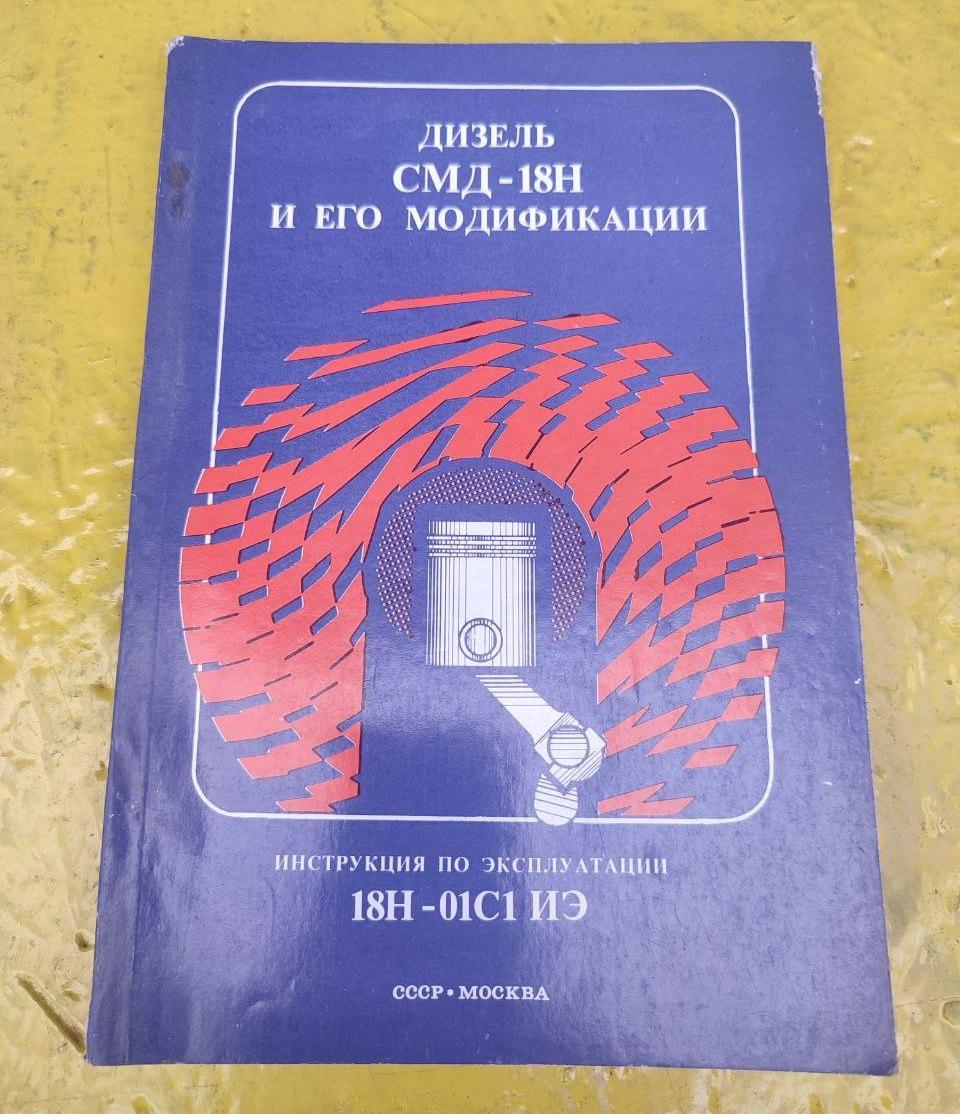 ДИЗЕЛЬ
СМД-18Н
И ЕГО МОДИФИКАЦИИ
ИНСТРУКЦИЯ ПО ЭКСПЛУАТАЦИИ
18Н-01С1 ИЭ
СССР•МОСКВА